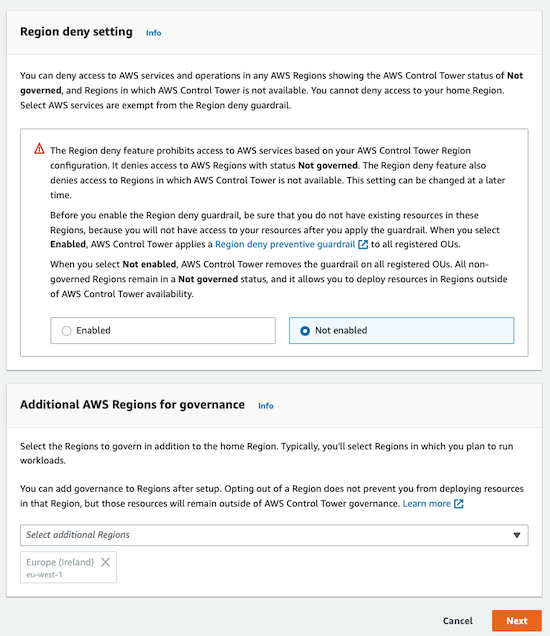 Region deny setting Info
You can deny access to AWS services and operations in any AWS Regions showing the AWS Control Tower status of Not
governed, and Regions in which AWS Control Tower is not available. You cannot deny access to your home Region.
Select AWS services are exempt from the Region deny guardrail.
The Region deny feature prohibits access to AWS services based on your AWS Control Tower Region
configuration. It denies access to AWS Regions with status Not governed. The Region deny feature also
denies access to Regions in which AWS Control Tower is not available. This setting can be changed at a later
time.
Before you enable the Region deny guardrail, be sure that you do not have existing resources in these
Regions, because you will not have access to your resources after you apply the guardrail. When you select
Enabled, AWS Control Tower applies a Region deny preventive guardrail to all registered OUs.
When you select Not enabled, AWS Control Tower removes the guardrail on all registered OUs. All non-
governed Regions remain in a Not governed status, and it allows you to deploy resources in Regions outside
of AWS Control Tower availability.
Enabled
Not enabled
Additional AWS Regions for governance Info
Select the Regions to govern in addition to the home Region. Typically, you'll select Regions in which you plan to run
workloads.
You can add governance to Regions after setup. Opting out of a Region does not prevent you from deploying resources
in that Region, but those resources will remain outside of AWS Control Tower governance. Learn more
Select additional Regions
Europe (Ireland)
eu-west-1
Cancel
Next